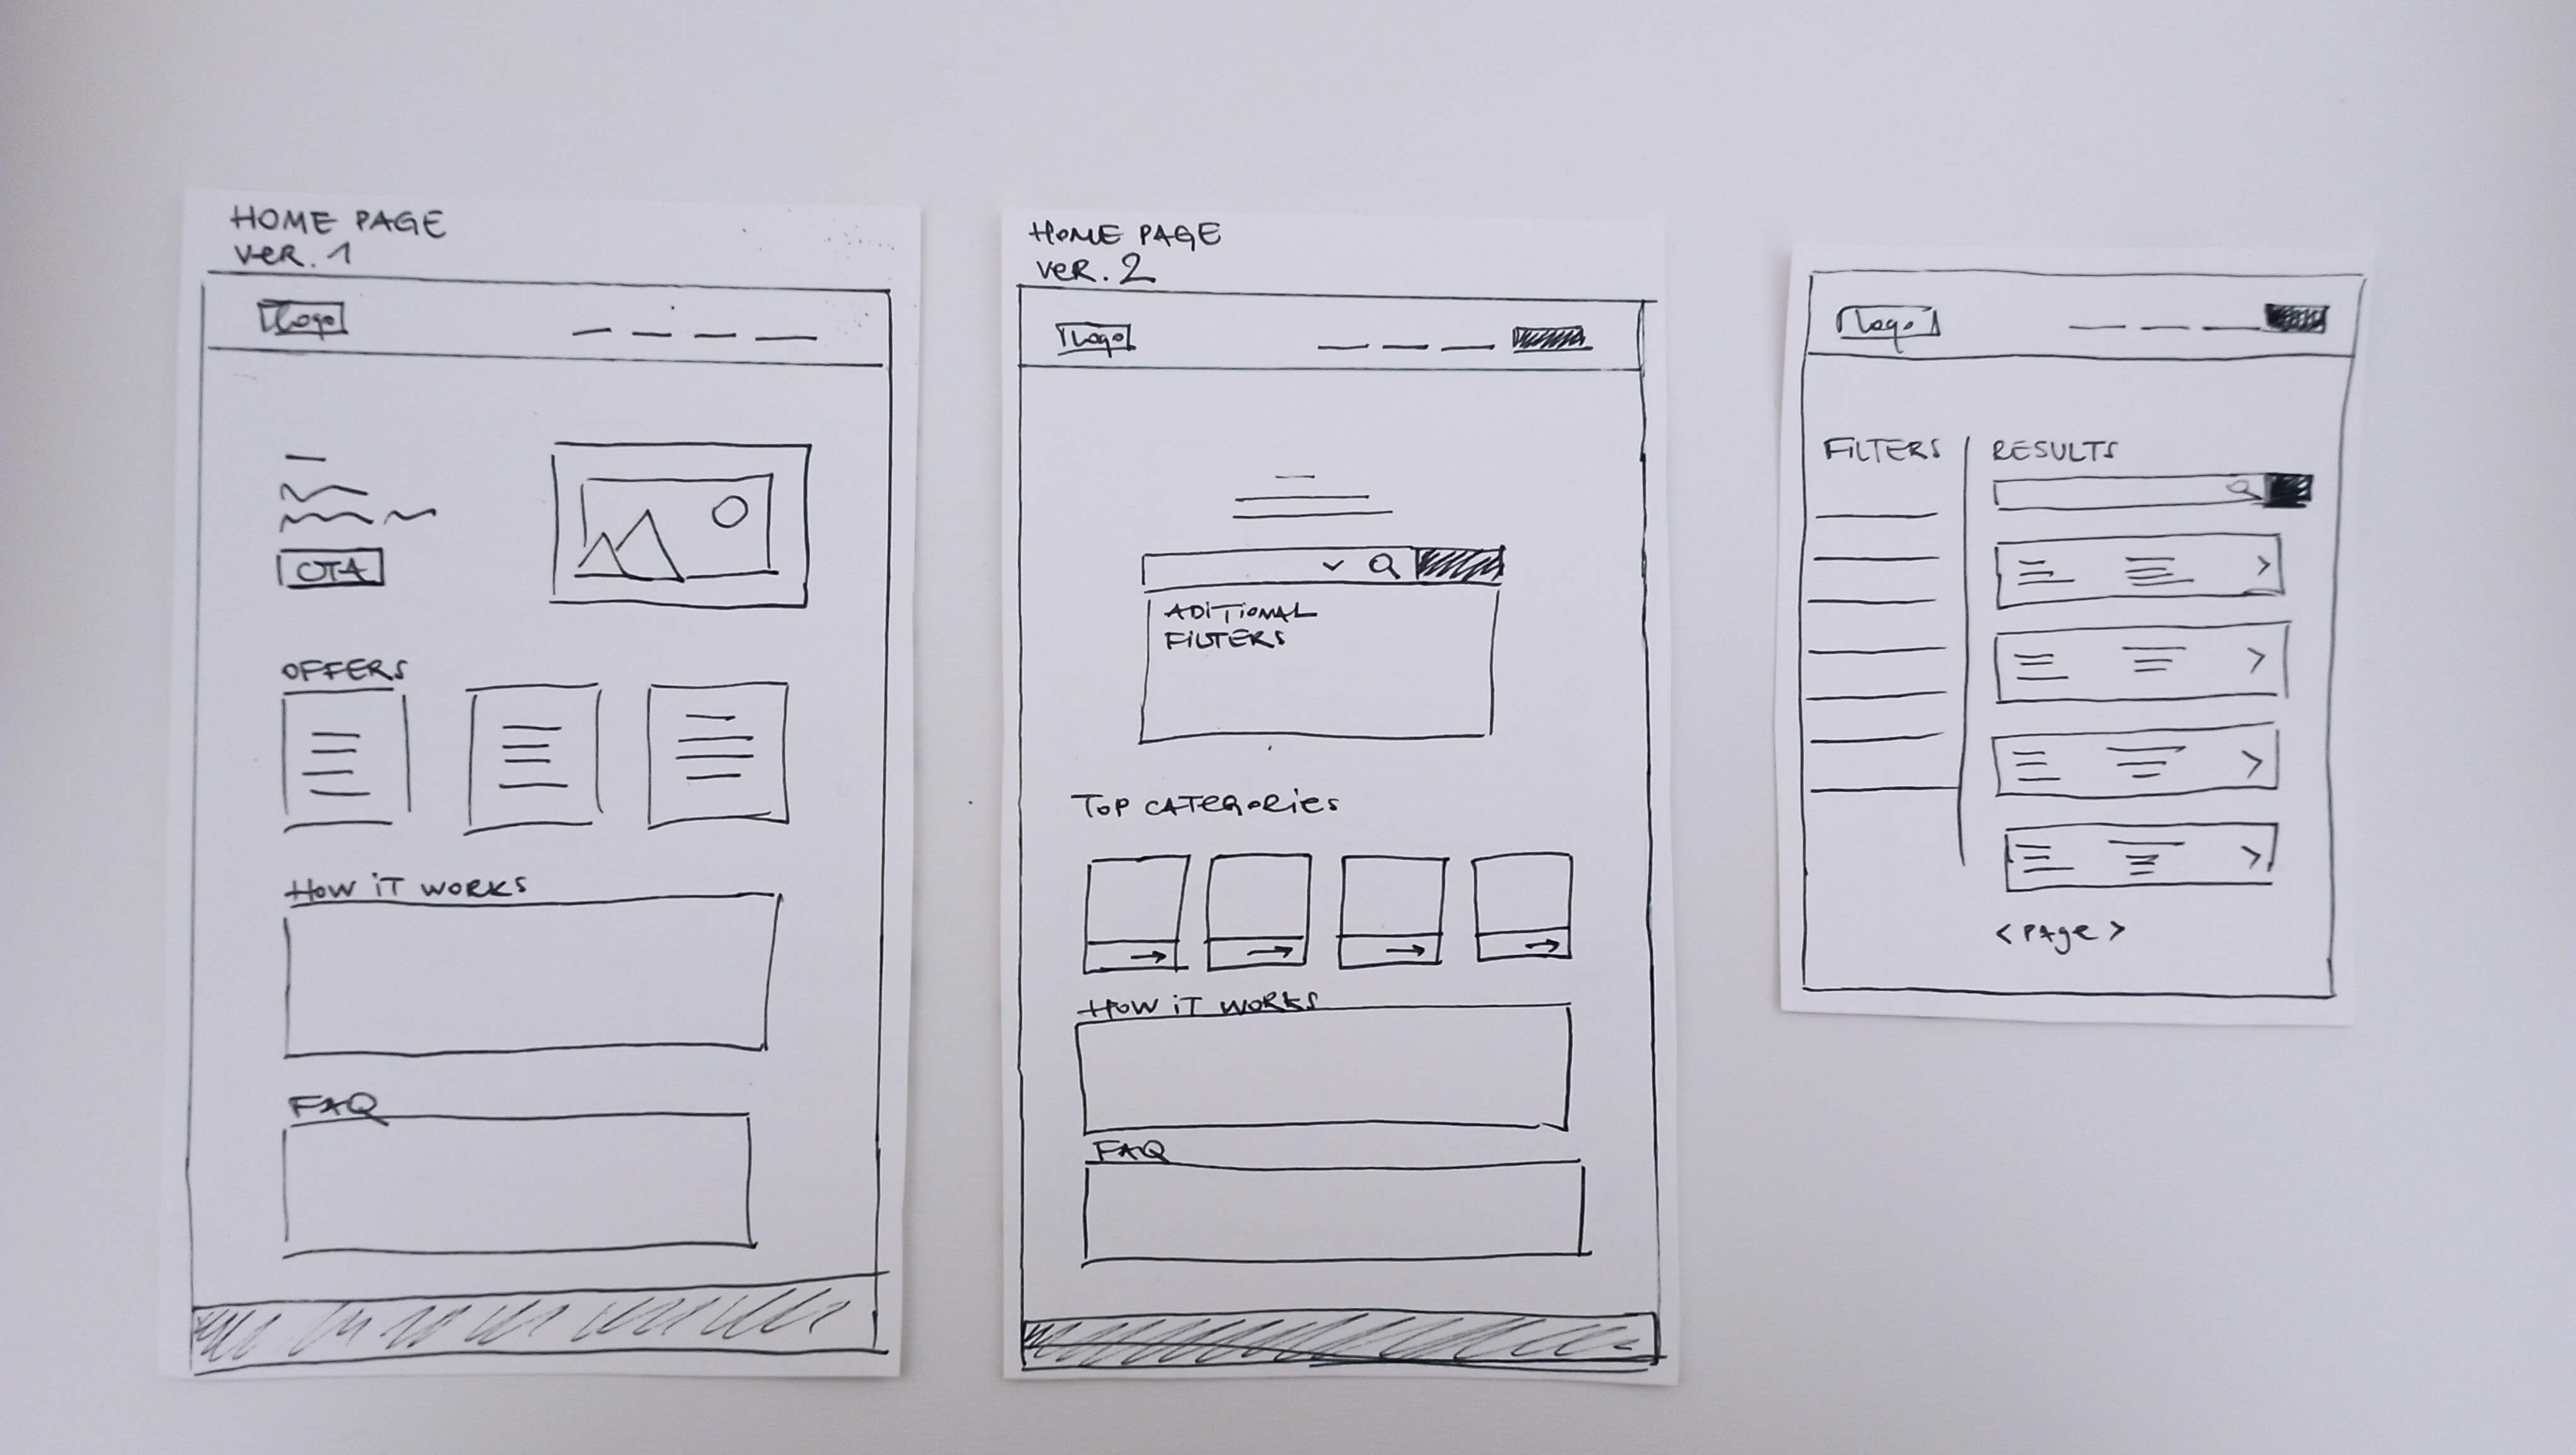 HOME PAGE
VER. 1
Logo
CTA
OFFERS
HOW IT WORKS
FAQ
HOME PAGE
VER. 2
Logo
ADITIONAL
FILTERS
TOP CATEGORIES
HOW IT WORKS
FAQ
Logo
FILTERS
RESULTS
< PAGE >